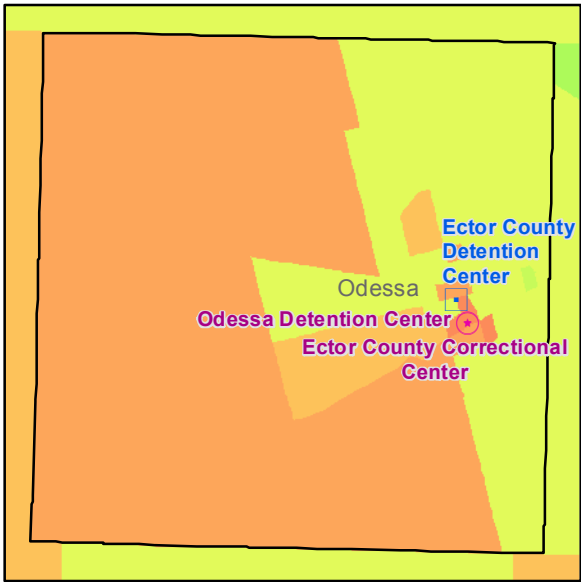 Ector County
Detention
Center
Odessa
Odessa Detention Center
Ector County Correctional
Center